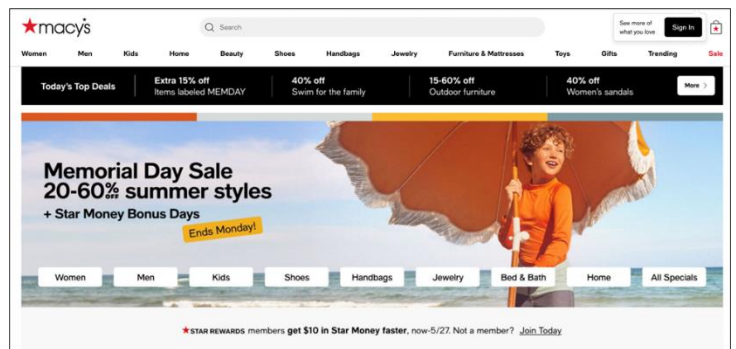 ★macy's
Search
See more of
what you love
Sign In
Women Men Kids Home Beauty Shoes Handbags Jewelry Furniture & Mattresses Toys Gifts Trending Sale
Today's Top Deals
Extra 15% off
Items labeled MEMDAY
40% off
Swim for the family
15-60% off
Outdoor furniture
40% off
Women's sandals
More >
Memorial Day Sale
20-60% OFF summer styles
+ Star Money Bonus Days
Ends Monday!
Women Men Kids Shoes Handbags Jewelry Bed & Bath Home All Specials
★STAR REWARDS members get $10 in Star Money faster, now-5/27. Not a member? Join Today